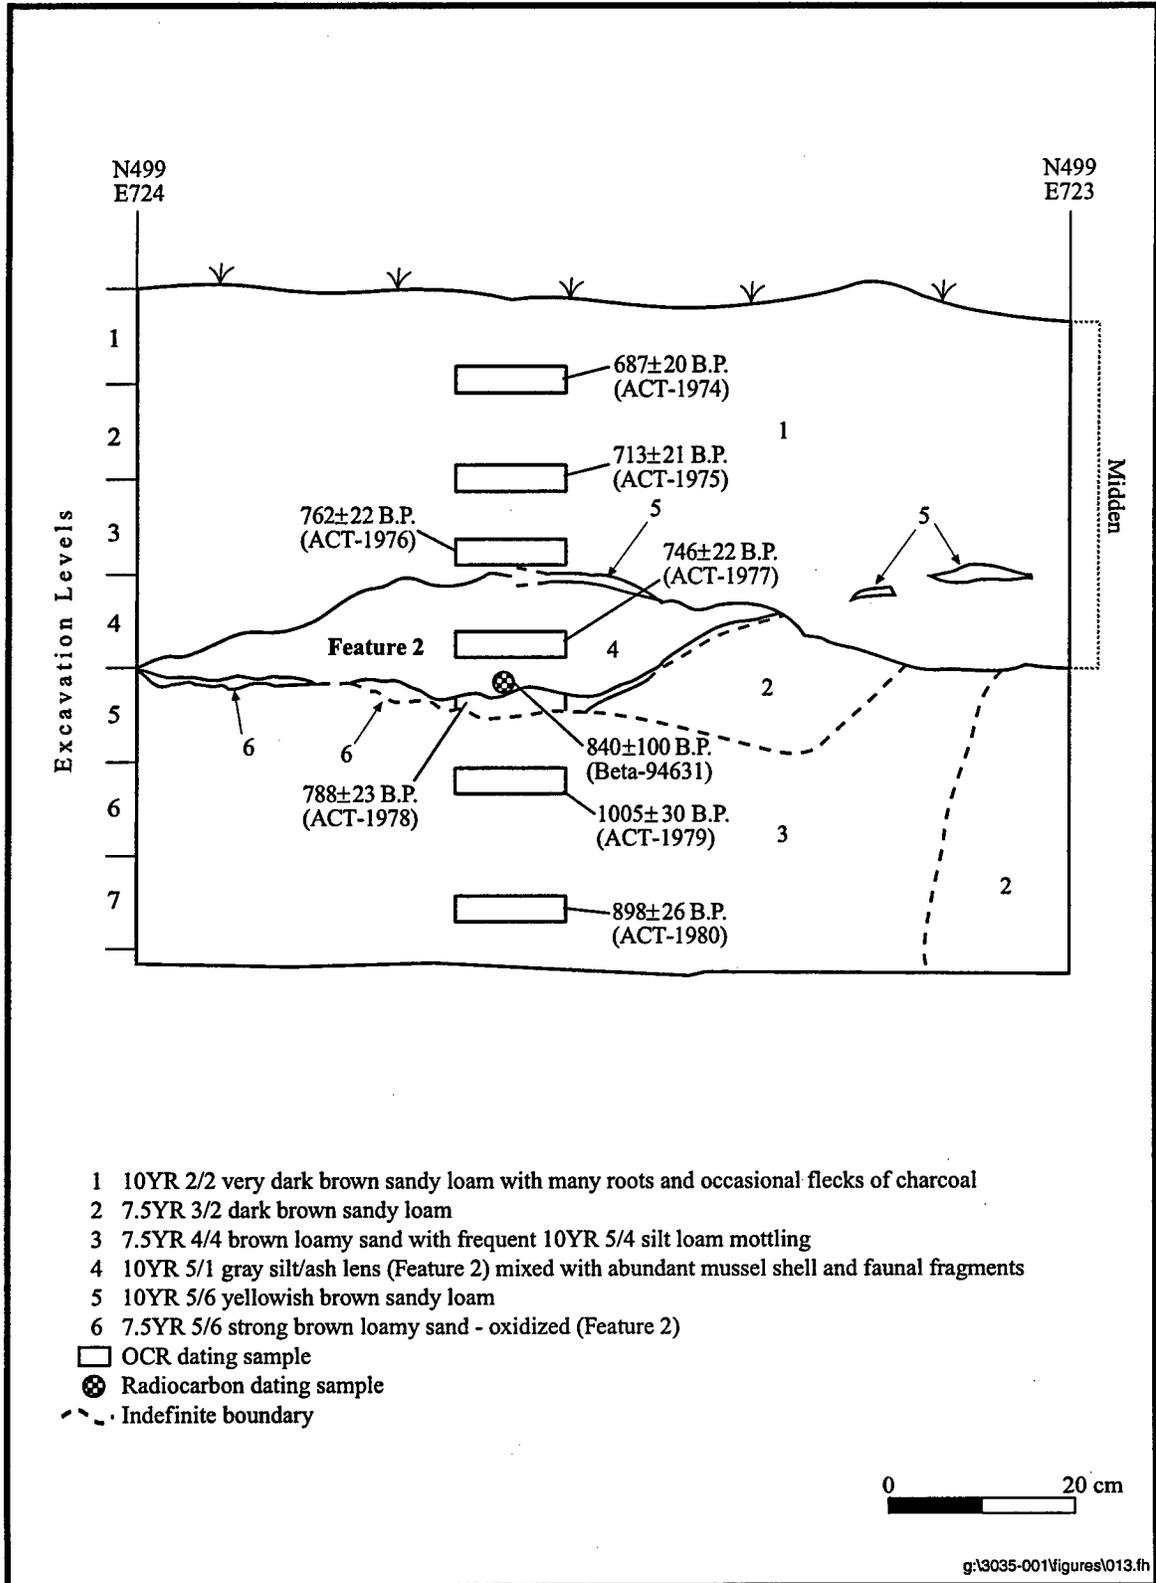 N499
E724
N499
E723
1
687±20 B.P.
(ACT-1974)
1
2
713±21 B.P.
(ACT-1975)
Midden
5
762±22 B.P.
(ACT-1976)
5
3
746±22 B.P.
(ACT-1977)
Excavation Levels
4
Feature 2
4
2
5
6
6
840±100 B.P.
(Beta-94631)
788±23 B.P.
(ACT-1978)
6
1005±30 B.P.
(ACT-1979)
3
2
7
898±26 B.P.
(ACT-1980)
1 10YR 2/2 very dark brown sandy loam with many roots and occasional flecks of charcoal
2 7.5YR 3/2 dark brown sandy loam
3 7.5YR 4/4 brown loamy sand with frequent 10YR 5/4 silt loam mottling
4 10YR 5/1 gray silt/ash lens (Feature 2) mixed with abundant mussel shell and faunal fragments
5 10YR 5/6 yellowish brown sandy loam
6 7.5YR 5/6 strong brown loamy sand - oxidized (Feature 2)
OCR dating sample
Radiocarbon dating sample
Indefinite boundary
0 20 cm
g:\3035-001\figures\013.fh